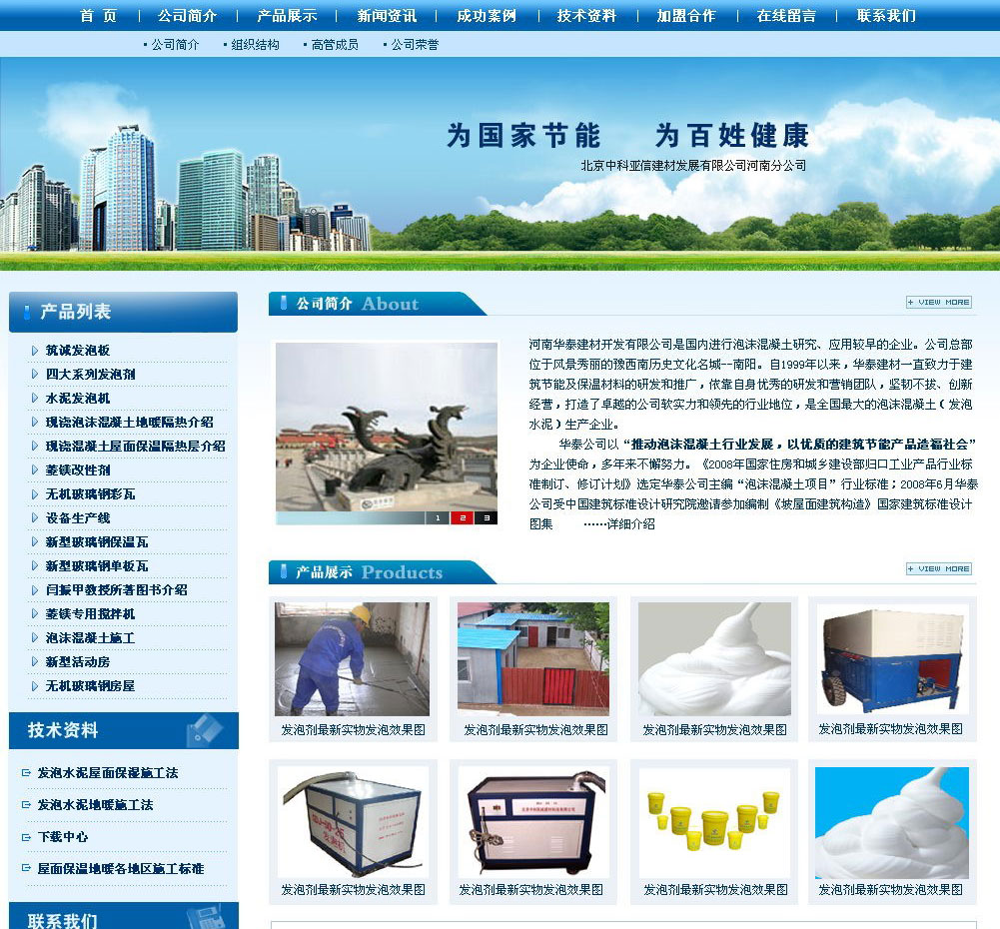 首 页 公司简介 产品展示 新闻资讯 成功案例 技术资料 加盟合作 在线留言 联系我们
公司简介 组织结构 高管成员 公司荣誉
为国家节能 为百姓健康
北京中科亚信建材发展有限公司河南分公司
产品列表
筑诚发泡板
四大系列发泡剂
水泥发泡机
现浇泡沫混凝土地暖隔热介绍
现浇混凝土屋面保温隔热层介绍
菱镁改性剂
无机玻璃钢彩瓦
设备生产线
新型玻璃钢保温瓦
新型玻璃钢单板瓦
闫振甲教授所著图书介绍
菱镁专用搅拌机
泡沫混凝土施工
新型活动房
无机玻璃钢房屋
技术资料
发泡水泥屋面保湿施工法
发泡水泥地暖施工法
下载中心
屋面保温地暖各地区施工标准
联系我们
公司简介 About
+ VIEW MORE
1 2 3
河南华泰建材开发有限公司是国内进行泡沫混凝土研究、应用较早的企业。公司总部
位于风景秀丽的豫西南历史文化名城--南阳。自1999年以来，华泰建材一直致力于建
筑节能及保温材料的研发和推广，依靠自身优秀的研发和营销团队，坚韧不拔、创新
经营，打造了卓越的公司软实力和领先的行业地位，是全国最大的泡沫混凝土（发泡
水泥）生产企业。
华泰公司以“推动泡沫混凝土行业发展，以优质的建筑节能产品造福社会”
为企业使命，多年来不懈努力。《2008年国家住房和城乡建设部归口工业产品行业标
准制订、修订计划》选定华泰公司主编“泡沫混凝土项目”行业标准；2008年6月华泰
公司受中国建筑标准设计研究院邀请参加编制《坡屋面建筑构造》国家建筑标准设计
图集 ······详细介绍
产品展示 Products
+ VIEW MORE
发泡剂最新实物发泡效果图 发泡剂最新实物发泡效果图 发泡剂最新实物发泡效果图 发泡剂最新实物发泡效果图
发泡剂最新实物发泡效果图 发泡剂最新实物发泡效果图 发泡剂最新实物发泡效果图 发泡剂最新实物发泡效果图